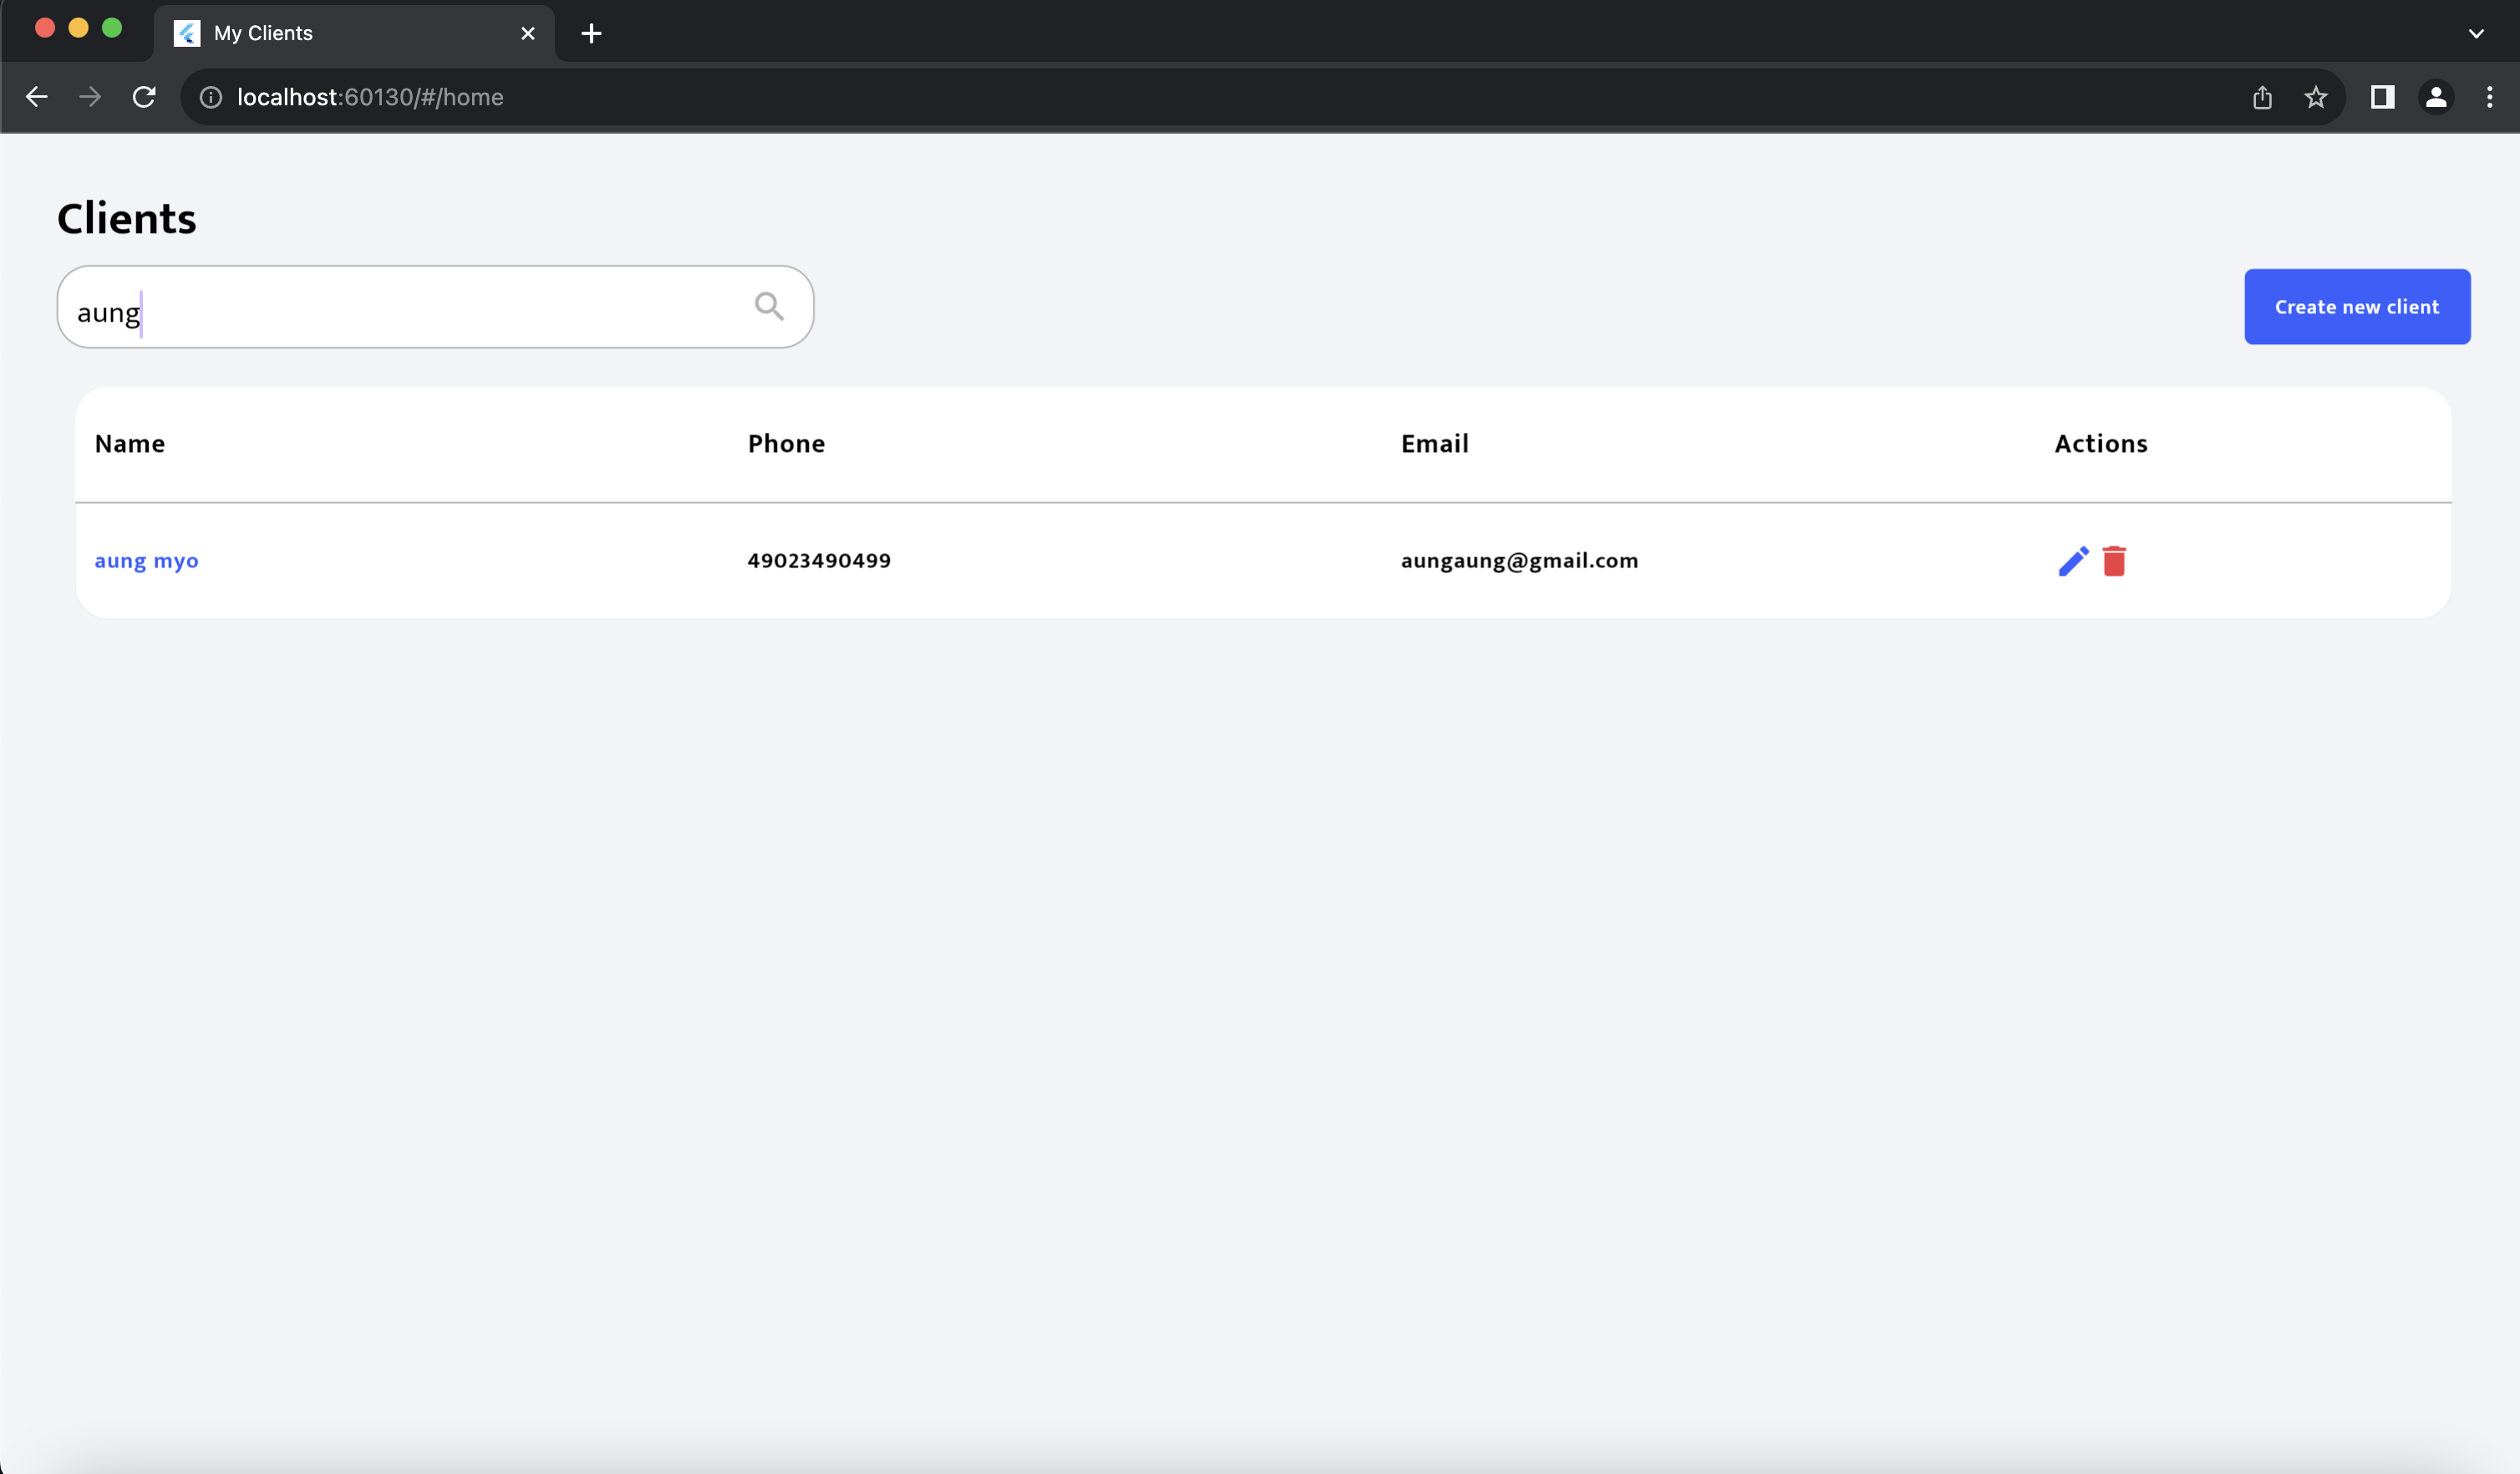 My Clients
localhost:60130/#/home
Clients
aung
Create new client
Name Phone Email Actions
aung myo 49023490499 aungaung@gmail.com